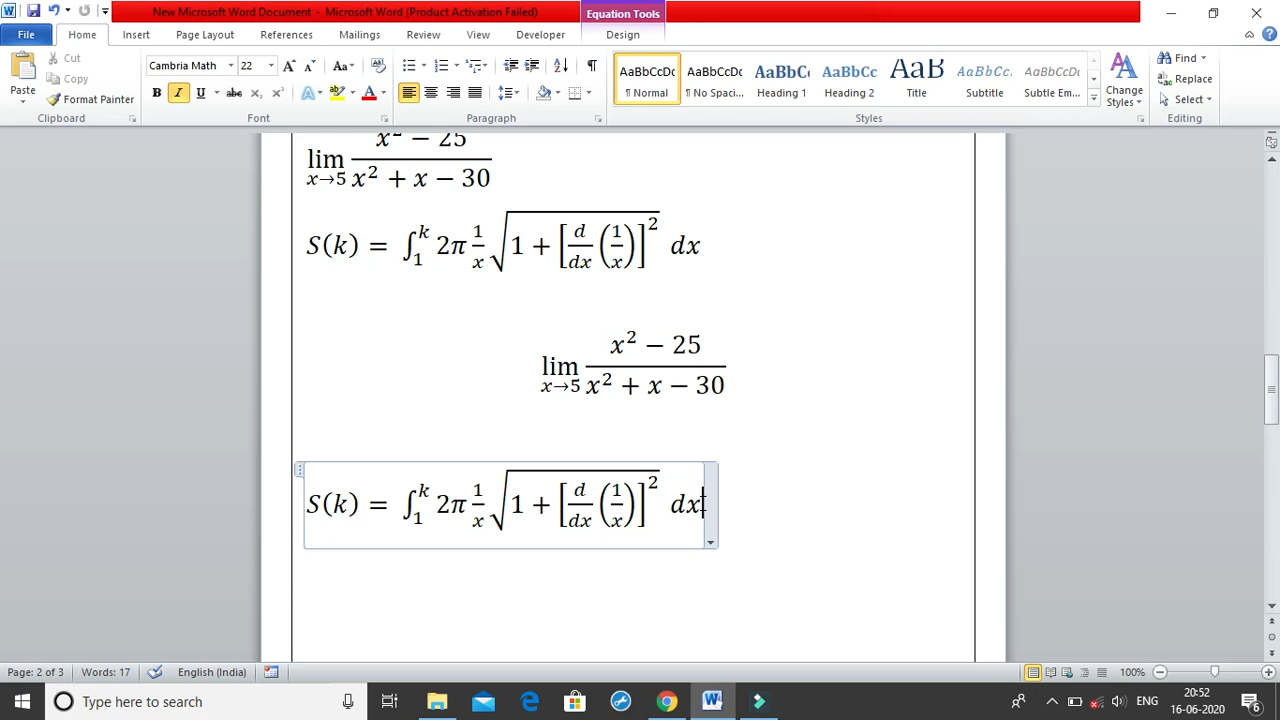 New Microsoft Word Document - Microsoft Word (Product Activation Failed)
Equation Tools
File Home Insert Page Layout References Mailings Review View Developer Design
Paste
Cut
Copy
Format Painter
Clipboard
Cambria Math 22
Font
Paragraph
AaBbCcDc ¶ Normal
AaBbCcDc ¶ No Spaci...
AaBbCc Heading 1
AaBbCc Heading 2
AaB Title
AaBbCcL Subtitle
AaBbCcDc Subtle Em...
Change Styles
Styles
Find
Replace
Select
Editing
lim x→5 (x² − 25)/(x² + x − 30)
S(k) = ∫₁ᵏ 2π (1/x) √(1 + [d/dx (1/x)]²) dx
lim x→5 (x² − 25)/(x² + x − 30)
S(k) = ∫₁ᵏ 2π (1/x) √(1 + [d/dx (1/x)]²) dx
Page: 2 of 3 Words: 17 English (India) 100%
Type here to search
ENG
20:52
16-06-2020
6